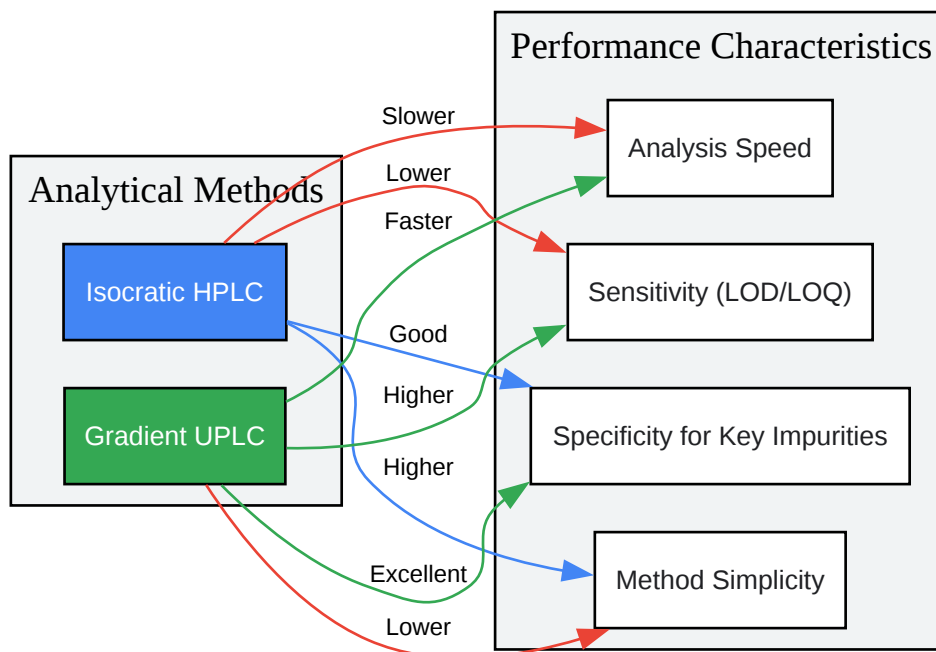 Performance Characteristics
Slower
Analysis Speed
Analytical Methods
Lower
Faster
Isocratic HPLC
Sensitivity (LOD/LOQ)
Good
Higher
Gradient UPLC
Specificity for Key Impurities
Higher
Excellent
Method Simplicity
Lower